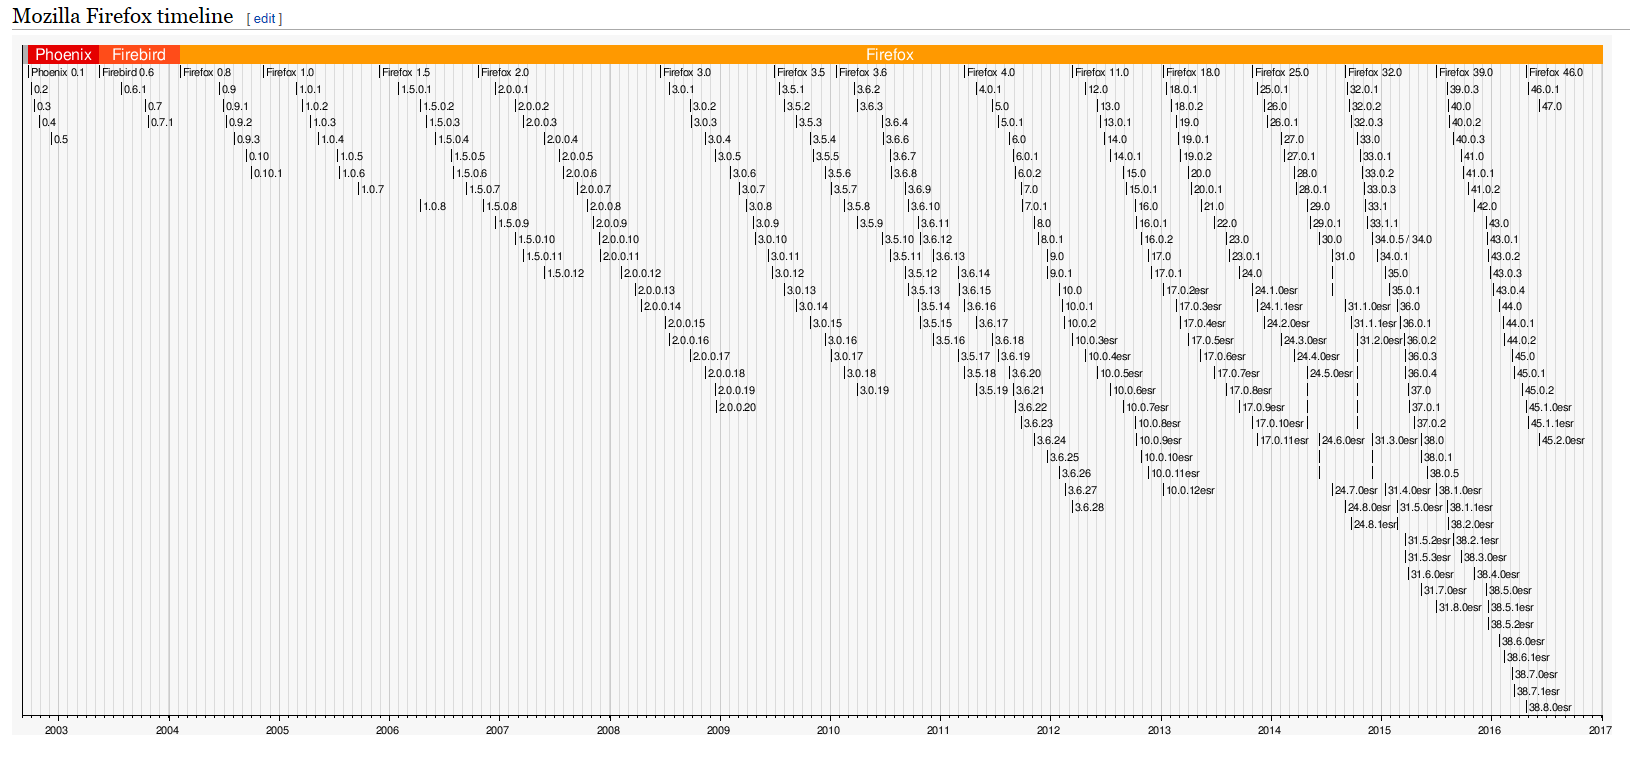 Mozilla Firefox timeline [ edit ]
Phoenix Firebird Firefox
Phoenix 0.1 Firebird 0.6 Firefox 0.8 Firefox 1.0 Firefox 1.5 Firefox 2.0 Firefox 3.0 Firefox 3.5 Firefox 3.6 Firefox 4.0 Firefox 11.0 Firefox 18.0 Firefox 25.0 Firefox 32.0 Firefox 39.0 Firefox 46.0
0.2 0.6.1 0.9 1.0.1 1.5.0.1 2.0.0.1 3.0.1 3.5.1 3.6.2 4.0.1 12.0 18.0.1 25.0.1 32.0.1 39.0.3 46.0.1
0.3 0.7 0.9.1 1.0.2 1.5.0.2 2.0.0.2 3.0.2 3.5.2 3.6.3 5.0 13.0 18.0.2 26.0 32.0.2 40.0 47.0
0.4 0.7.1 0.9.2 1.0.3 1.5.0.3 2.0.0.3 3.0.3 3.5.3 3.6.4 5.0.1 13.0.1 19.0 26.0.1 32.0.3 40.0.2
0.5 0.9.3 1.0.4 1.5.0.4 2.0.0.4 3.0.4 3.5.4 3.6.6 6.0 14.0 19.0.1 27.0 33.0 40.0.3
0.10 1.0.5 1.5.0.5 2.0.0.5 3.0.5 3.5.5 3.6.7 6.0.1 14.0.1 19.0.2 27.0.1 33.0.1 41.0
0.10.1 1.0.6 1.5.0.6 2.0.0.6 3.0.6 3.5.6 3.6.8 6.0.2 15.0 20.0 28.0 33.0.2 41.0.1
1.0.7 1.5.0.7 2.0.0.7 3.0.7 3.5.7 3.6.9 7.0 15.0.1 20.0.1 28.0.1 33.0.3 41.0.2
1.0.8 1.5.0.8 2.0.0.8 3.0.8 3.5.8 3.6.10 7.0.1 16.0 21.0 29.0 33.1 42.0
1.5.0.9 2.0.0.9 3.0.9 3.5.9 3.6.11 8.0 16.0.1 22.0 29.0.1 33.1.1 43.0
1.5.0.10 2.0.0.10 3.0.10 3.5.10 3.6.12 8.0.1 16.0.2 23.0 30.0 34.0.5 / 34.0 43.0.1
1.5.0.11 2.0.0.11 3.0.11 3.5.11 3.6.13 9.0 17.0 23.0.1 31.0 34.0.1 43.0.2
1.5.0.12 2.0.0.12 3.0.12 3.5.12 3.6.14 9.0.1 17.0.1 24.0 35.0 43.0.3
2.0.0.13 3.0.13 3.5.13 3.6.15 10.0 17.0.2esr 24.1.0esr 35.0.1 43.0.4
2.0.0.14 3.0.14 3.5.14 3.6.16 10.0.1 17.0.3esr 24.1.1esr 31.1.0esr 36.0 44.0
2.0.0.15 3.0.15 3.5.15 3.6.17 10.0.2 17.0.4esr 24.2.0esr 31.1.1esr 36.0.1 44.0.1
2.0.0.16 3.0.16 3.5.16 3.6.18 10.0.3esr 17.0.5esr 24.3.0esr 31.2.0esr 36.0.2 44.0.2
2.0.0.17 3.0.17 3.5.17 3.6.19 10.0.4esr 17.0.6esr 24.4.0esr 36.0.3 45.0
2.0.0.18 3.0.18 3.5.18 3.6.20 10.0.5esr 17.0.7esr 24.5.0esr 36.0.4 45.0.1
2.0.0.19 3.0.19 3.5.19 3.6.21 10.0.6esr 17.0.8esr 37.0 45.0.2
2.0.0.20 3.6.22 10.0.7esr 17.0.9esr 37.0.1 45.1.0esr
3.6.23 10.0.8esr 17.0.10esr 37.0.2 45.1.1esr
3.6.24 10.0.9esr 17.0.11esr 24.6.0esr 31.3.0esr 38.0 45.2.0esr
3.6.25 10.0.10esr 38.0.1
3.6.26 10.0.11esr 38.0.5
3.6.27 10.0.12esr 24.7.0esr 31.4.0esr 38.1.0esr
3.6.28 24.8.0esr 31.5.0esr 38.1.1esr
24.8.1esr 38.2.0esr
31.5.2esr 38.2.1esr
31.5.3esr 38.3.0esr
31.6.0esr 38.4.0esr
31.7.0esr 38.5.0esr
31.8.0esr 38.5.1esr
38.5.2esr
38.6.0esr
38.6.1esr
38.7.0esr
38.7.1esr
38.8.0esr
2003 2004 2005 2006 2007 2008 2009 2010 2011 2012 2013 2014 2015 2016 2017